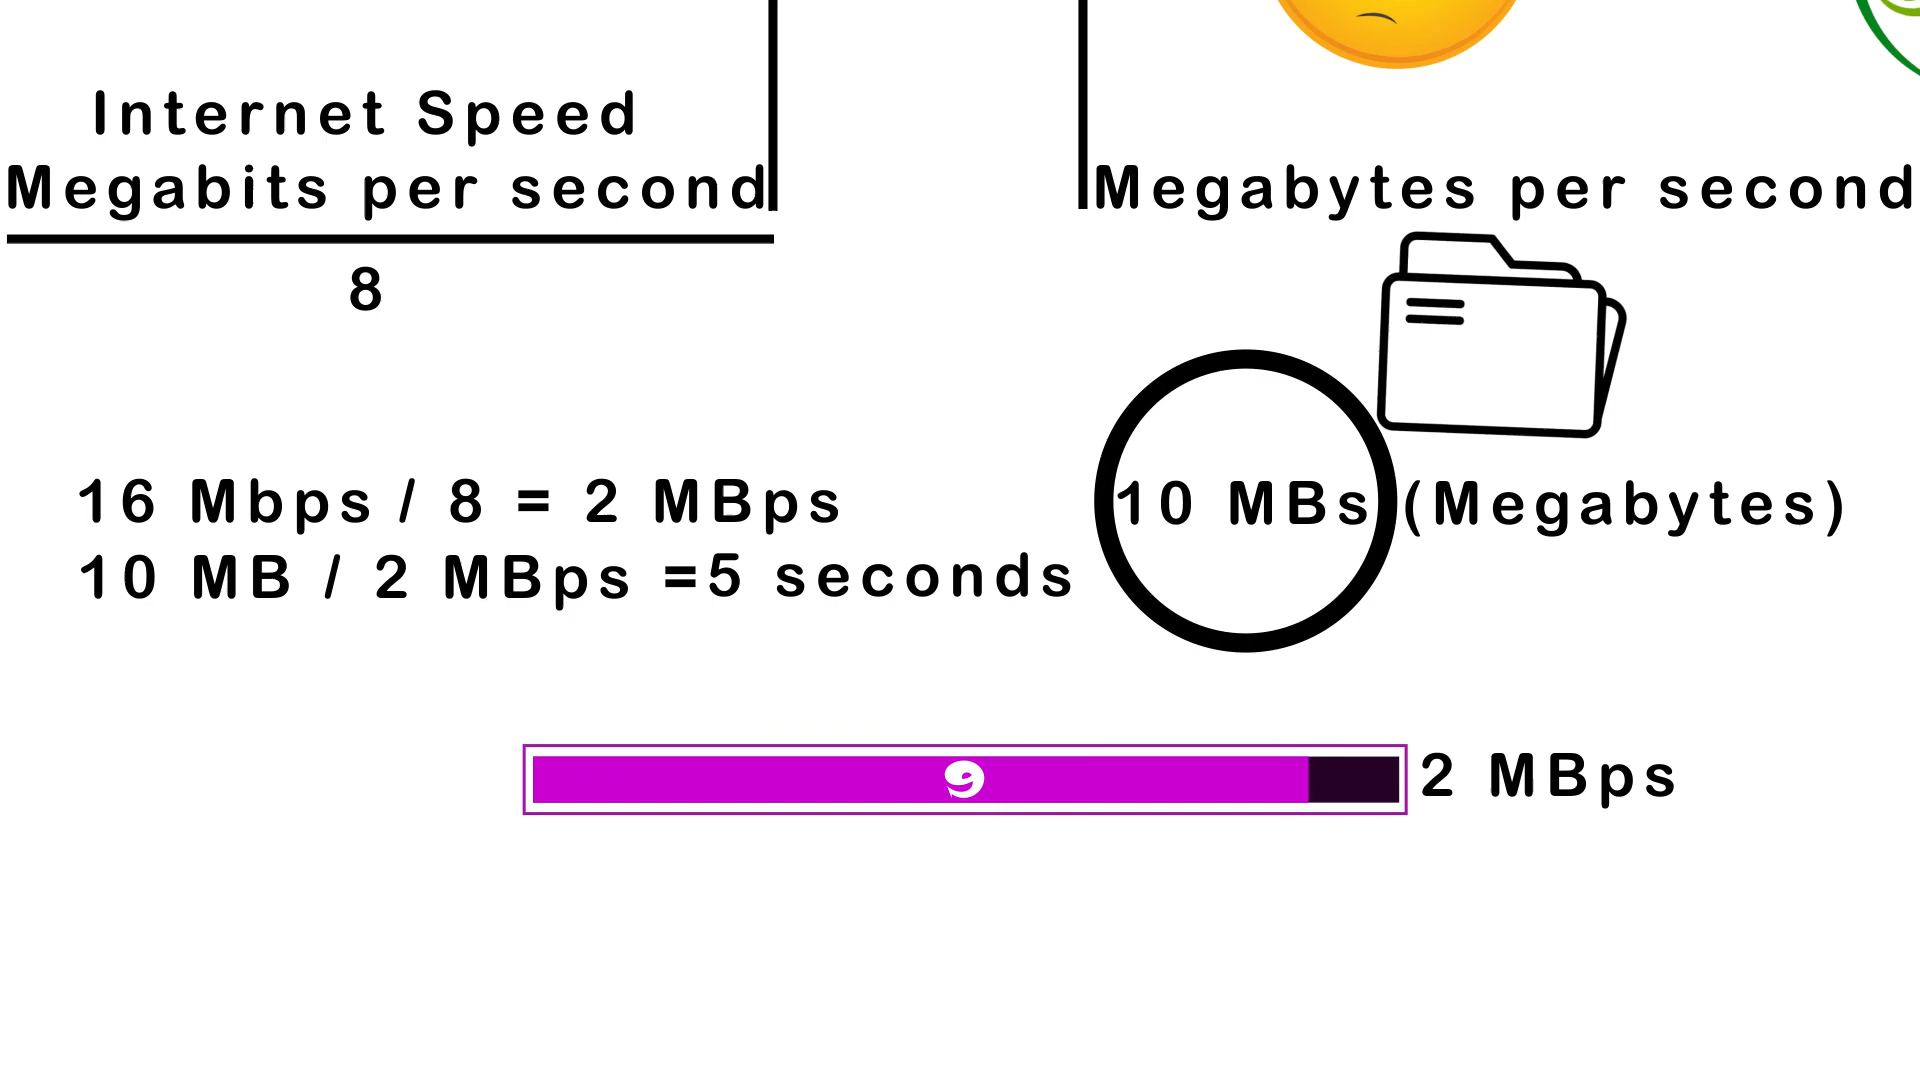 Internet Speed
Megabits per second
8
Megabytes per second
16 Mbps / 8 = 2 MBps
10 MB / 2 MBps =5 seconds
10 MBs (Megabytes)
9
2 MBps